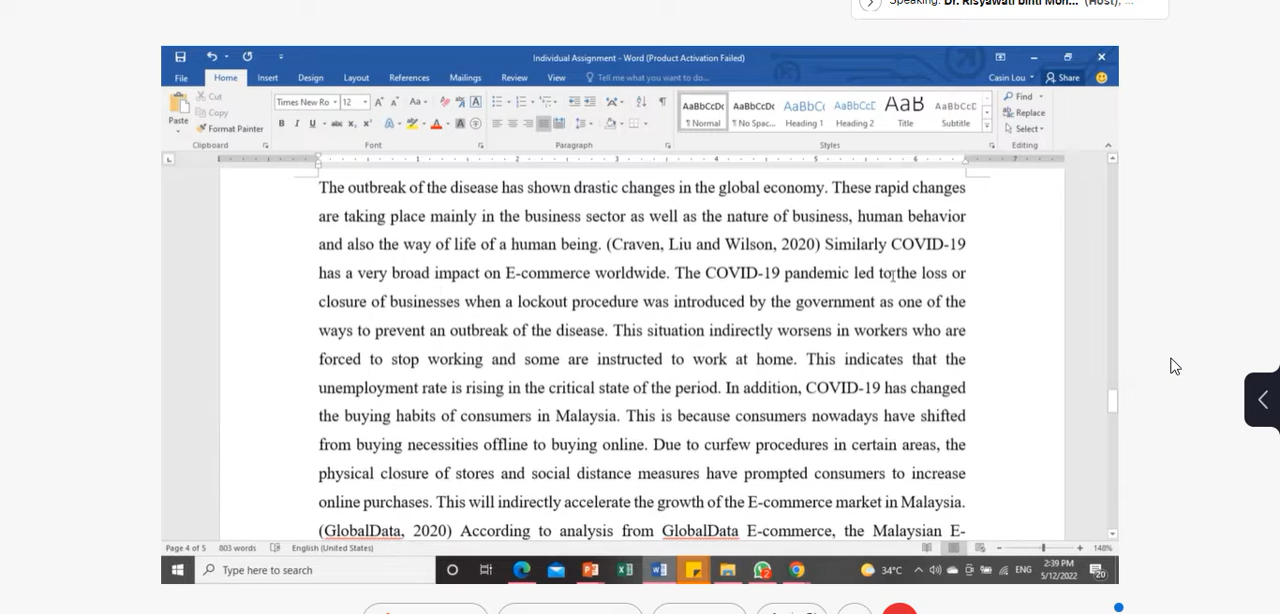 Speaking: Dr. Risyawati binti Moh... (Host), ...
Individual Assignment - Word (Product Activation Failed)
File Home Insert Design Layout References Mailings Review View Tell me what you want to do... Casin Lou Share
Cut
Copy
Paste
Format Painter
Times New Ro 12
Aa
B I U abc
AaBbCcDc AaBbCcDc AaBbC( AaBbCcD AaB AaBbCcD
¶ Normal ¶ No Spac... Heading 1 Heading 2 Title Subtitle
Find
Replace
Select
Clipboard Font Paragraph Styles Editing
The outbreak of the disease has shown drastic changes in the global economy. These rapid changes
are taking place mainly in the business sector as well as the nature of business, human behavior
and also the way of life of a human being. (Craven, Liu and Wilson, 2020) Similarly COVID-19
has a very broad impact on E-commerce worldwide. The COVID-19 pandemic led to the loss or
closure of businesses when a lockout procedure was introduced by the government as one of the
ways to prevent an outbreak of the disease. This situation indirectly worsens in workers who are
forced to stop working and some are instructed to work at home. This indicates that the
unemployment rate is rising in the critical state of the period. In addition, COVID-19 has changed
the buying habits of consumers in Malaysia. This is because consumers nowadays have shifted
from buying necessities offline to buying online. Due to curfew procedures in certain areas, the
physical closure of stores and social distance measures have prompted consumers to increase
online purchases. This will indirectly accelerate the growth of the E-commerce market in Malaysia.
(GlobalData, 2020) According to analysis from GlobalData E-commerce, the Malaysian E-
Page 4 of 5 803 words English (United States) 148%
Type here to search
34°C ENG
2:39 PM
5/12/2022
20